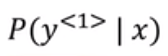 P(y^{<1>} | x)